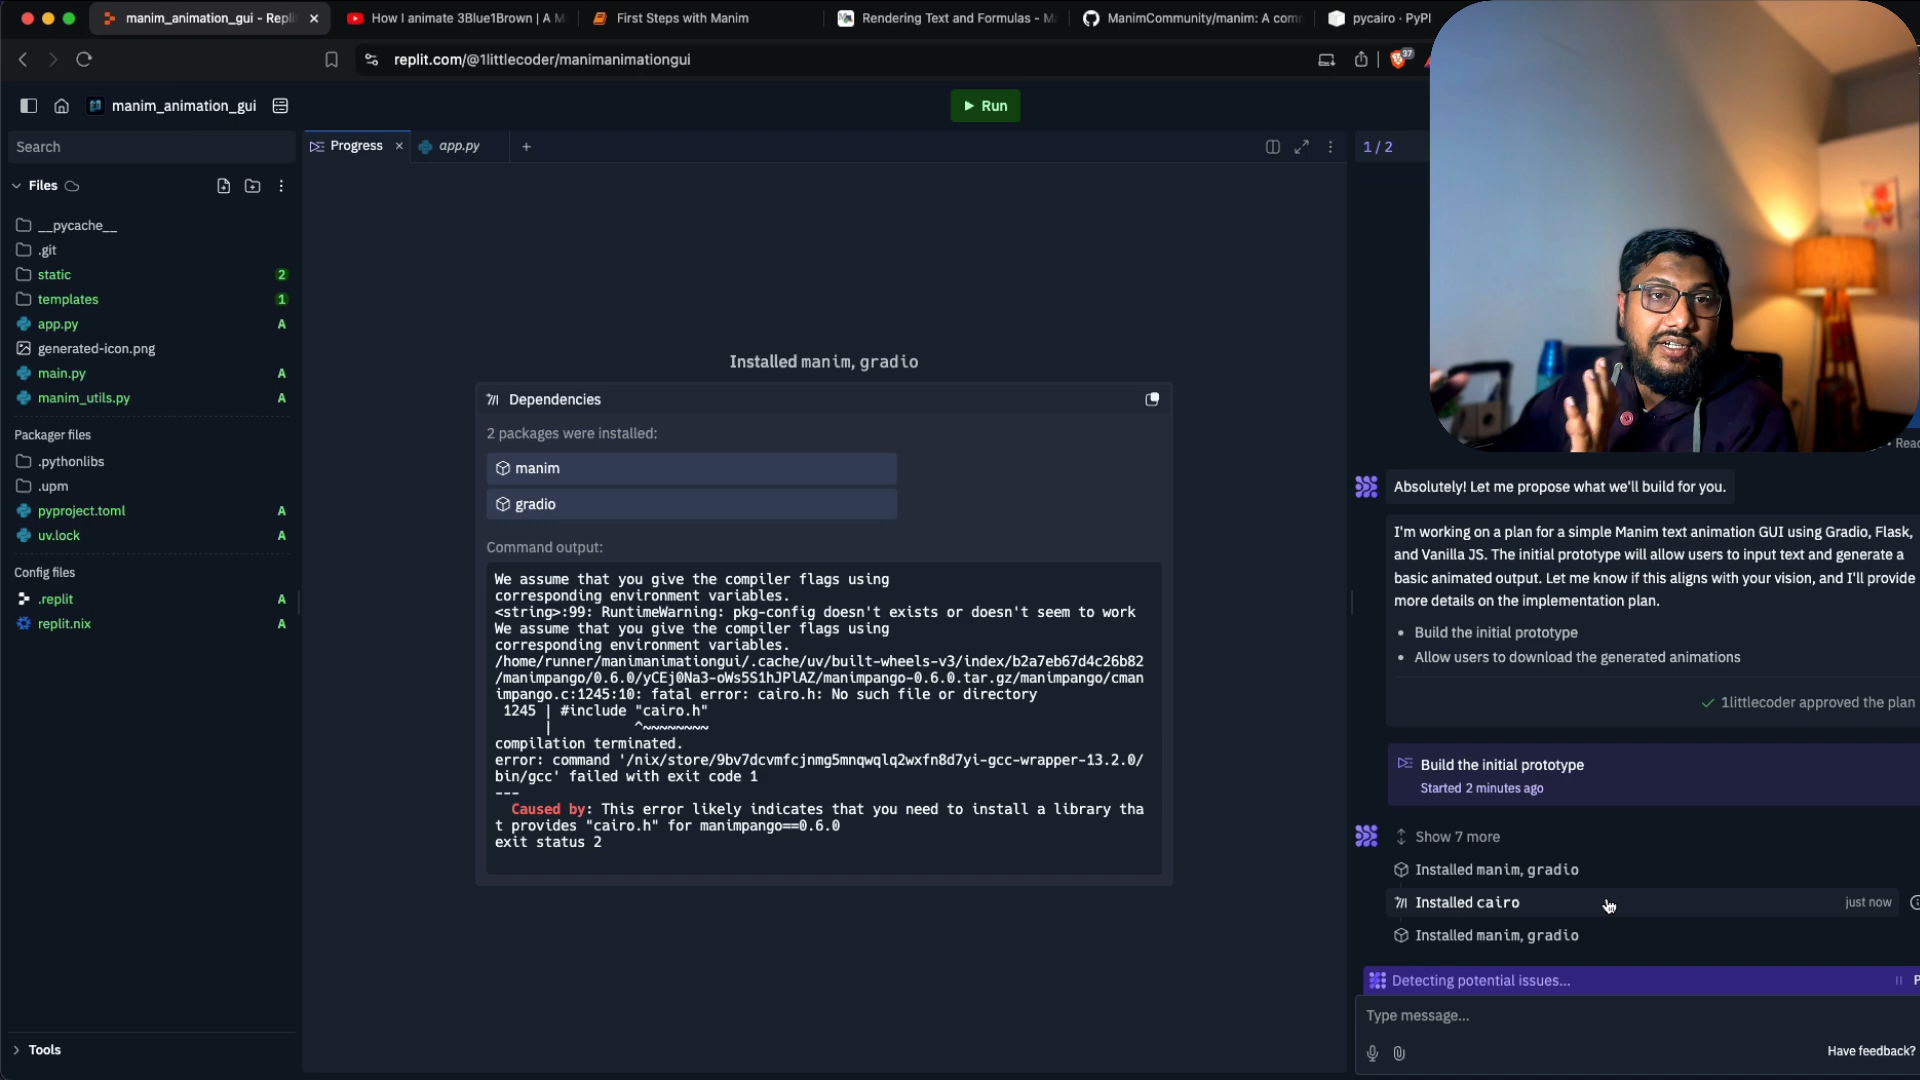 manim_animation_gui - Repli
How I animate 3Blue1Brown | A M
First Steps with Manim
Rendering Text and Formulas - Ma
ManimCommunity/manim: A com
pycairo · PyPI
replit.com/@1littlecoder/manimanimationgui
37
manim_animation_gui
Run
Search
Progress
app.py
1 / 2
Files
__pycache__
.git
static 2
templates 1
app.py A
generated-icon.png
main.py A
manim_utils.py A
Packager files
.pythonlibs
.upm
pyproject.toml A
uv.lock A
Config files
.replit A
replit.nix A
Tools
Installed manim, gradio
Dependencies
2 packages were installed:
manim
gradio
Command output:
We assume that you give the compiler flags using
corresponding environment variables.
<string>:99: RuntimeWarning: pkg-config doesn't exists or doesn't seem to work
We assume that you give the compiler flags using
corresponding environment variables.
/home/runner/manimanimationgui/.cache/uv/built-wheels-v3/index/b2a7eb67d4c26b82
/manimpango/0.6.0/yCEj0Na3-oWs5S1hJPlAZ/manimpango-0.6.0.tar.gz/manimpango/cman
impango.c:1245:10: fatal error: cairo.h: No such file or directory
1245 | #include "cairo.h"
| ^~~~~~~~~
compilation terminated.
error: command '/nix/store/9bv7dcvmfcjnmg5mnqwqlq2wxfn8d7yi-gcc-wrapper-13.2.0/
bin/gcc' failed with exit code 1
---
Caused by: This error likely indicates that you need to install a library tha
t provides "cairo.h" for manimpango==0.6.0
exit status 2
Absolutely! Let me propose what we'll build for you.
I'm working on a plan for a simple Manim text animation GUI using Gradio, Flask,
and Vanilla JS. The initial prototype will allow users to input text and generate a
basic animated output. Let me know if this aligns with your vision, and I'll provide
more details on the implementation plan.
• Build the initial prototype
• Allow users to download the generated animations
1littlecoder approved the plan
Build the initial prototype
Started 2 minutes ago
Show 7 more
Installed manim, gradio
Installed cairo just now
Installed manim, gradio
Detecting potential issues...
Type message...
Have feedback?